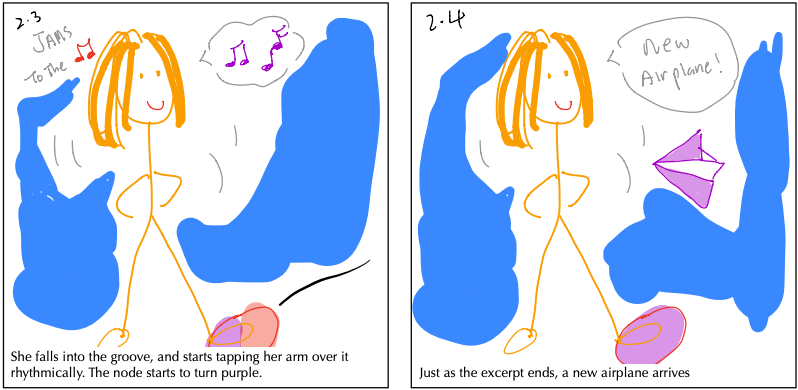 2.3
JAMS
TO THE
She falls into the groove, and starts tapping her arm over it
rhythmically. The node starts to turn purple.
2.4
New
Airplane!
Just as the excerpt ends, a new airplane arrives